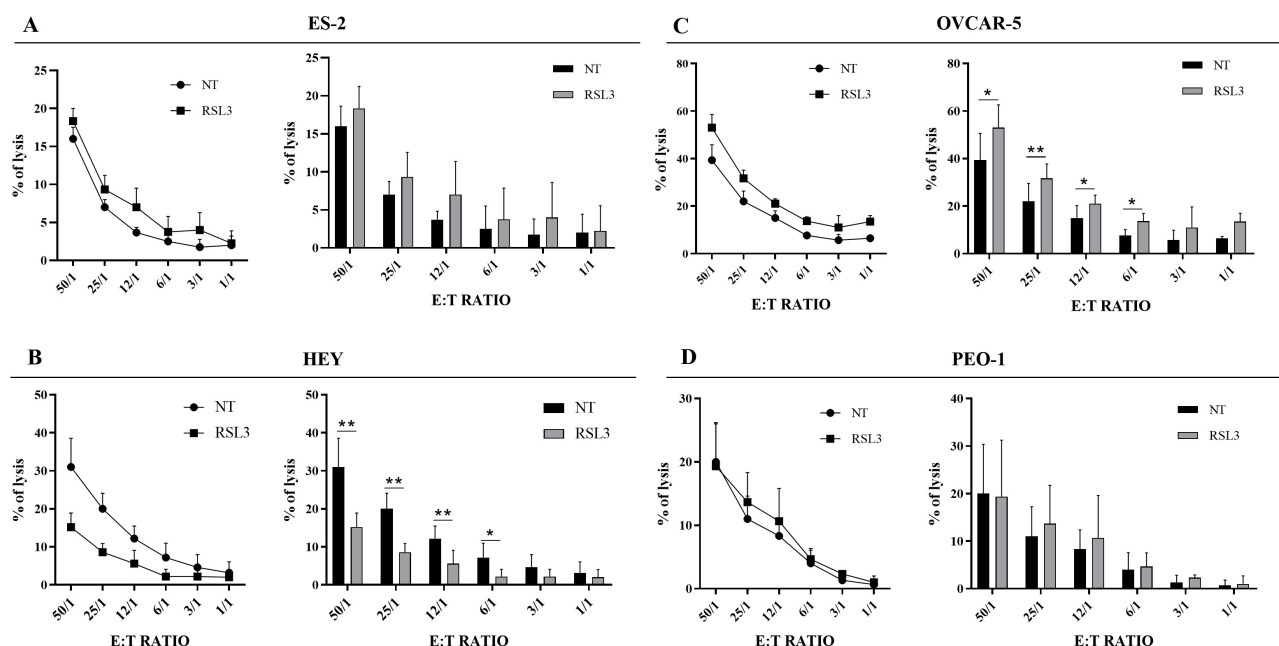 A
ES-2
% of lysis
25
20
15
10
5
0
NT
RSL3
50/1
25/1
12/1
6/1
3/1
1/1
% of lysis
25
20
15
10
5
0
NT
RSL3
50/1
25/1
12/1
6/1
3/1
1/1
E:T RATIO
C
OVCAR-5
% of lysis
80
60
40
20
0
NT
RSL3
50/1
25/1
12/1
6/1
3/1
1/1
% of lysis
80
60
40
20
0
*
**
*
*
NT
RSL3
50/1
25/1
12/1
6/1
3/1
1/1
E:T RATIO
B
HEY
% of lysis
50
40
30
20
10
0
NT
RSL3
50/1
25/1
12/1
6/1
3/1
1/1
E:T RATIO
% of lysis
50
40
30
20
10
0
**
**
**
*
NT
RSL3
50/1
25/1
12/1
6/1
3/1
1/1
E:T RATIO
D
PEO-1
% of lysis
30
20
10
0
NT
RSL3
50/1
25/1
12/1
6/1
3/1
1/1
E:T RATIO
% of lysis
40
30
20
10
0
NT
RSL3
50/1
25/1
12/1
6/1
3/1
1/1
E:T RATIO